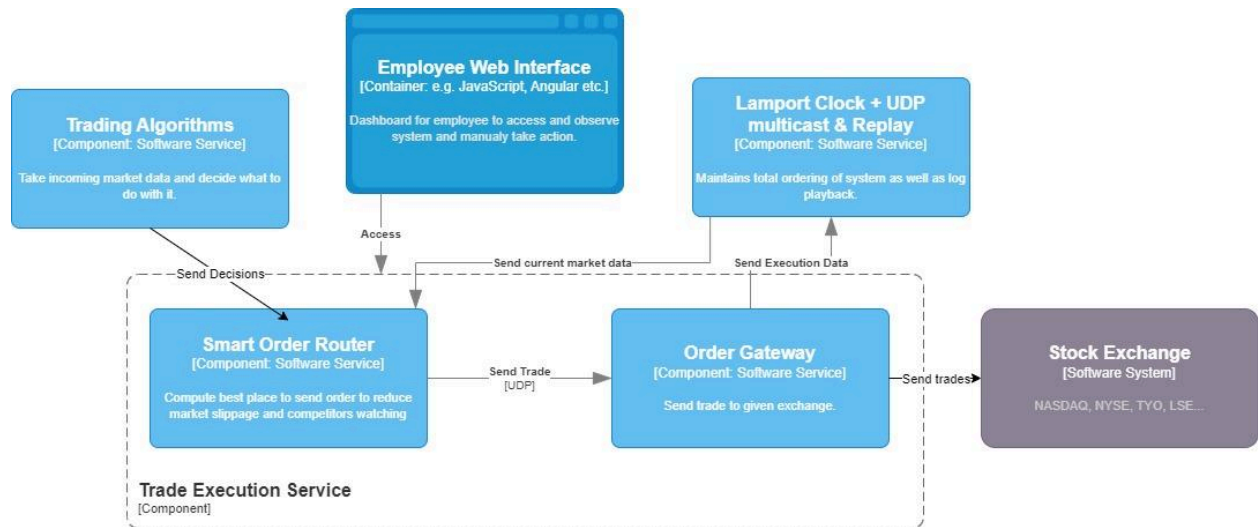 Employee Web Interface
[Container: e.g. JavaScript, Angular etc.]
Dashboard for employee to access and observe
system and manualy take action.
Trading Algorithms
[Component: Software Service]
Take incoming market data and decide what to
do with it.
Lamport Clock + UDP
multicast & Replay
[Component: Software Service]
Maintains total ordering of system as well as log
playback.
Access
Send Decisions
Send current market data
Send Execution Data
Smart Order Router
[Component: Software Service]
Compute best place to send order to reduce
market slippage and competitors watching
Send Trade
[UDP]
Order Gateway
[Component: Software Service]
Send trade to given exchange.
Send trades
Stock Exchange
[Software System]
NASDAQ, NYSE, TYO, LSE...
Trade Execution Service
[Component]